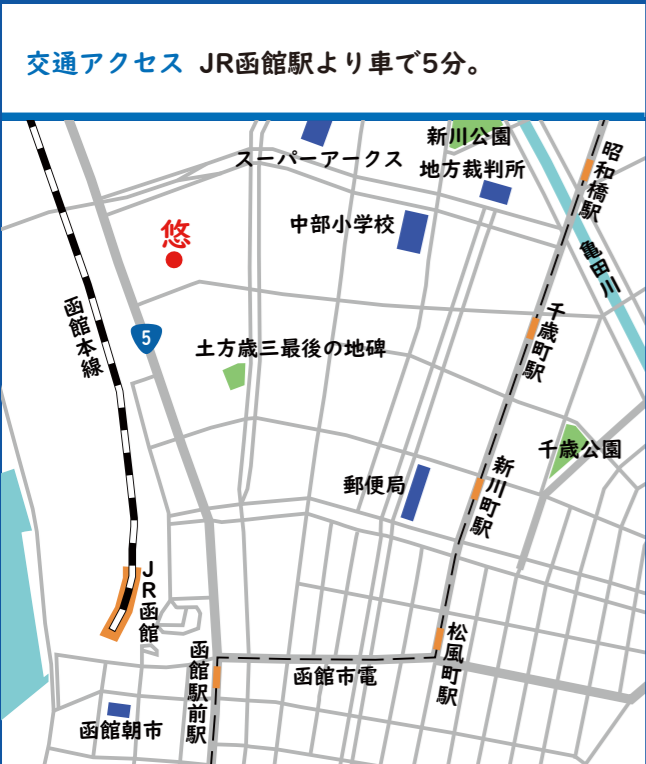 交通アクセス JR函館駅より車で5分。
新川公園
スーパーアークス
地方裁判所
昭和橋駅
中部小学校
悠
亀田川
函館本線
5
千歳町駅
土方歳三最後の地碑
千歳公園
郵便局
新川町駅
JR函館
松風町駅
函館駅前駅
函館市電
函館朝市